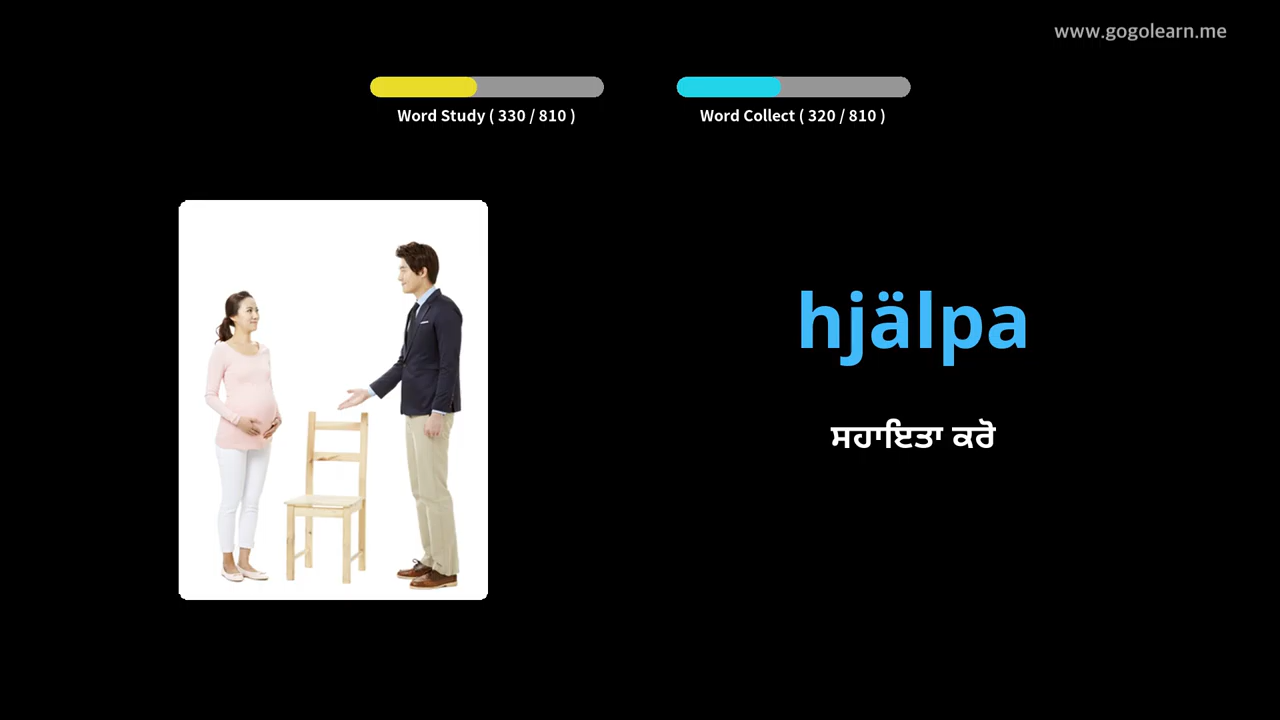 www.gogolearn.me
Word Study ( 330 / 810 )
Word Collect ( 320 / 810 )
hjälpa
ਸਹਾਇਤਾ ਕਰੋ